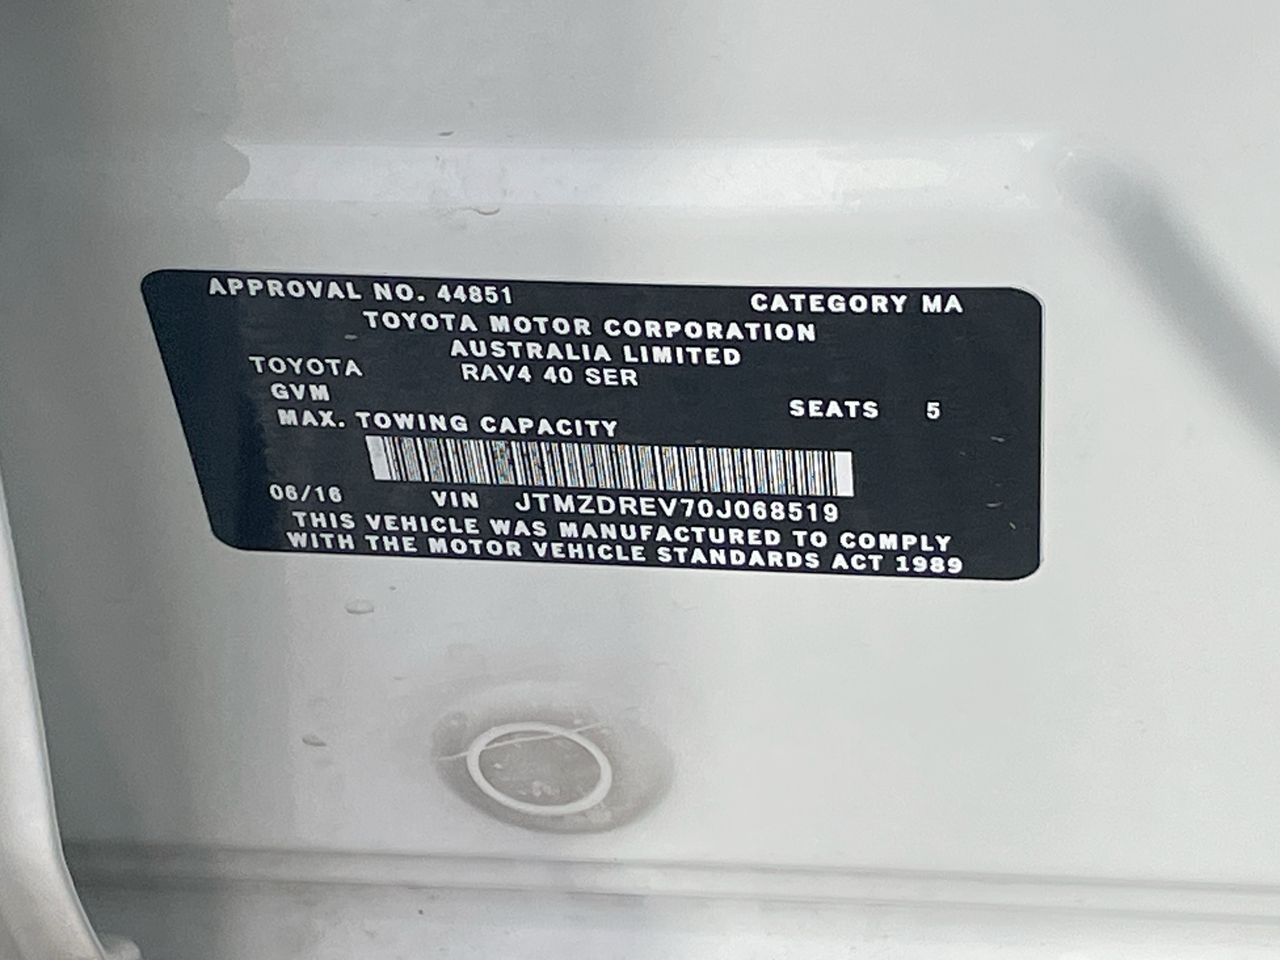 APPROVAL NO. 44851 CATEGORY MA
TOYOTA MOTOR CORPORATION
AUSTRALIA LIMITED
TOYOTA RAV4 40 SER
GVM SEATS 5
MAX. TOWING CAPACITY
06/16 VIN JTMZDREV70J068519
THIS VEHICLE WAS MANUFACTURED TO COMPLY
WITH THE MOTOR VEHICLE STANDARDS ACT 1989